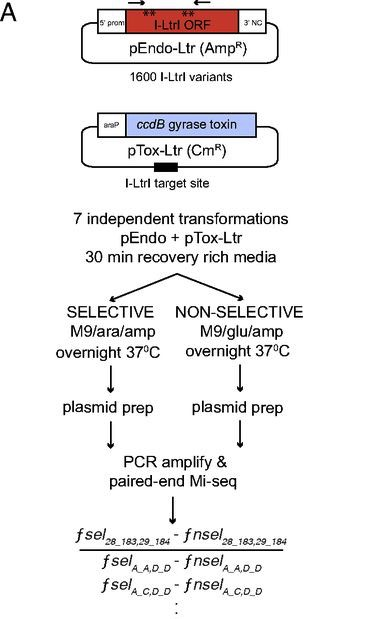 A
**
**
5' prom
I-LtrI ORF
3' NC
pEndo-Ltr (AmpR)
1600 I-LtrI variants
araP
ccdB gyrase toxin
pTox-Ltr (CmR)
I-LtrI target site
7 independent transformations
pEndo + pTox-Ltr
30 min recovery rich media
SELECTIVE
M9/ara/amp
overnight 37⁰C
NON-SELECTIVE
M9/glu/amp
overnight 37⁰C
plasmid prep
plasmid prep
PCR amplify &
paired-end Mi-seq
fsel28_183,29_184 - fnsel28_183,29_184
fselA_A,D_D - fnselA_A,D_D
fselA_C,D_D - fnselA_C,D_D
: